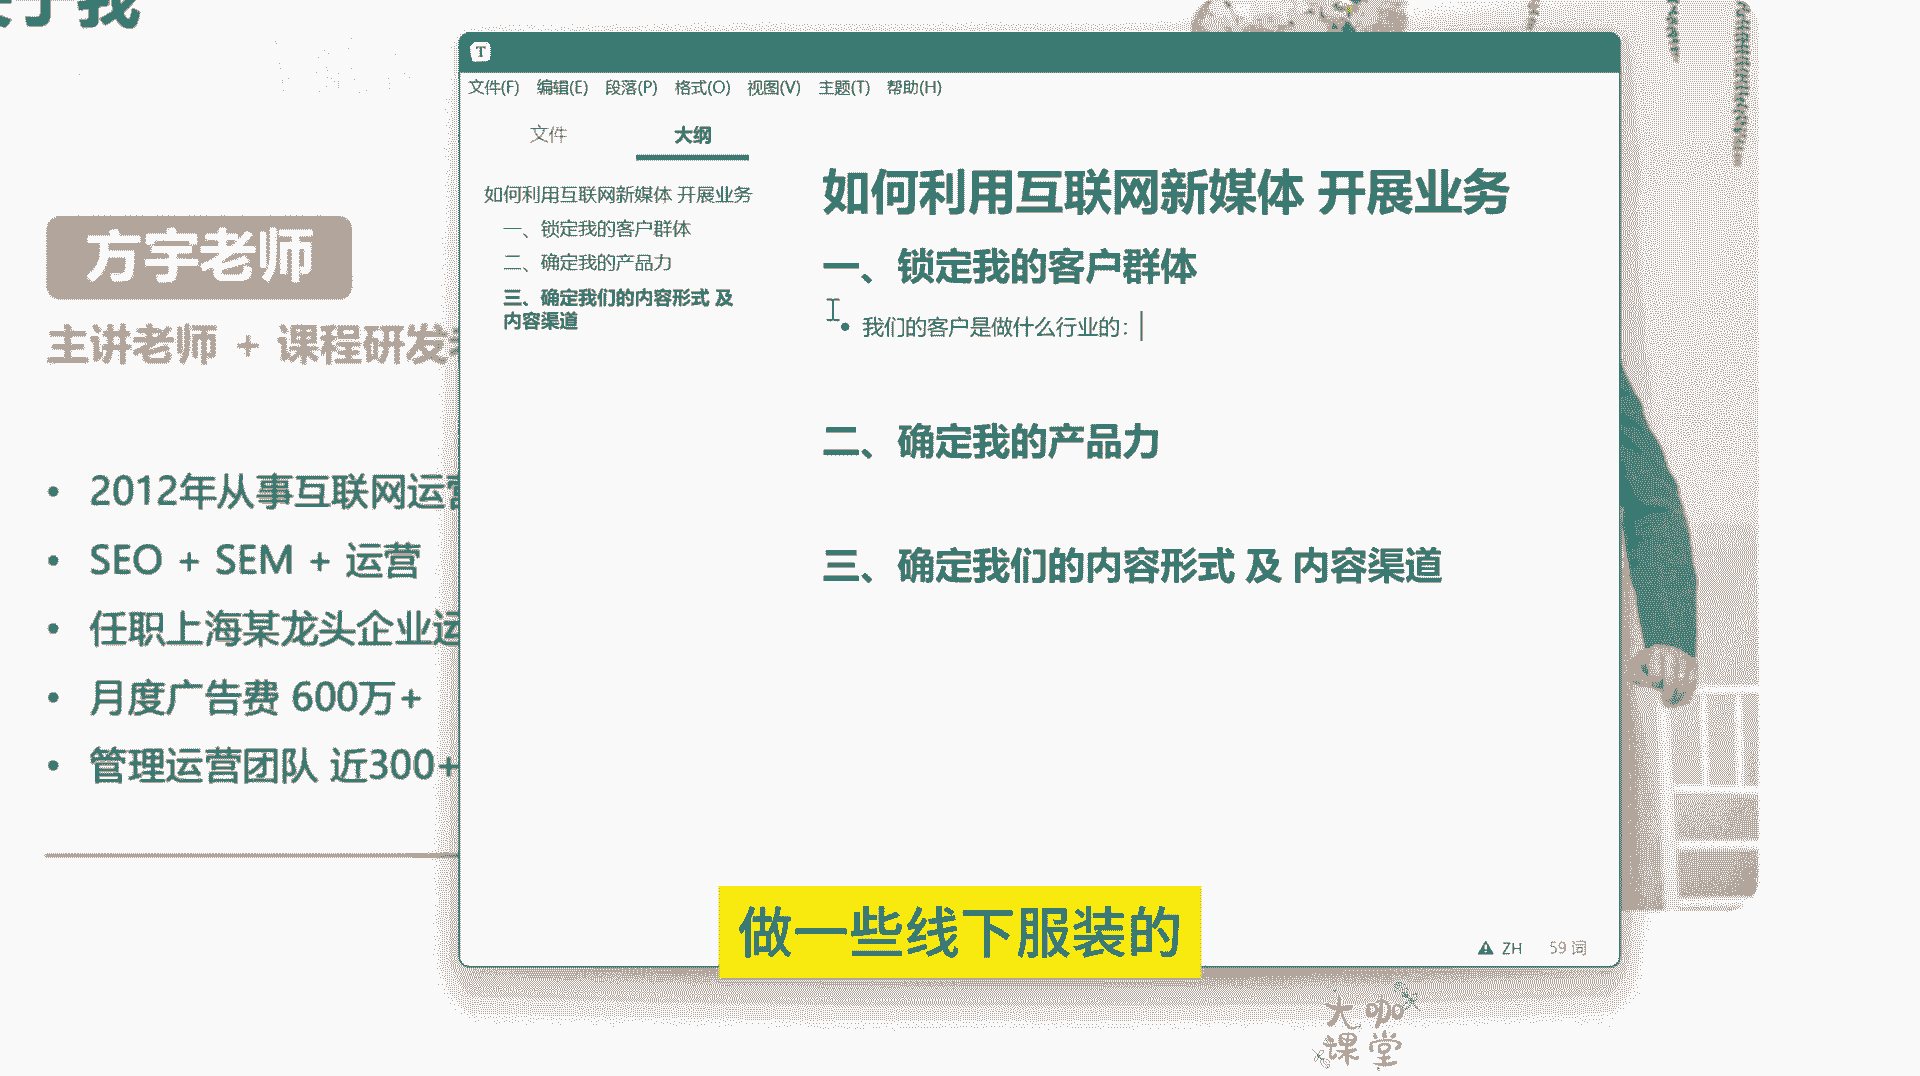 于我
方宇老师
主讲老师 + 课程研发
2012年从事互联网运营
SEO + SEM + 运营
任职上海某龙头企业运
月度广告费 600万+
管理运营团队 近300+
T
文件(F) 编辑(E) 段落(P) 格式(O) 视图(V) 主题(T) 帮助(H)
文件 大纲
如何利用互联网新媒体 开展业务
一、锁定我的客户群体
二、确定我的产品力
三、确定我们的内容形式 及
内容渠道
如何利用互联网新媒体 开展业务
一、锁定我的客户群体
• 我们的客户是做什么行业的：
二、确定我的产品力
三、确定我们的内容形式 及 内容渠道
ZH 59 词
做一些线下服装的
大咖
课堂